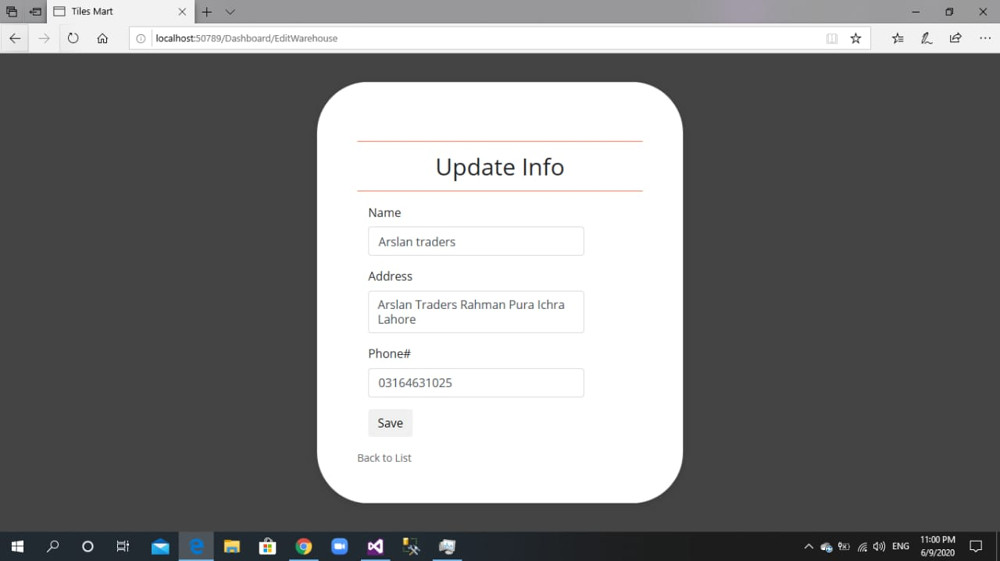 Tiles Mart
localhost:50789/Dashboard/EditWarehouse
Update Info
Name
Arslan traders
Address
Arslan Traders Rahman Pura Ichra
Lahore
Phone#
03164631025
Save
Back to List
ENG
11:00 PM
6/9/2020